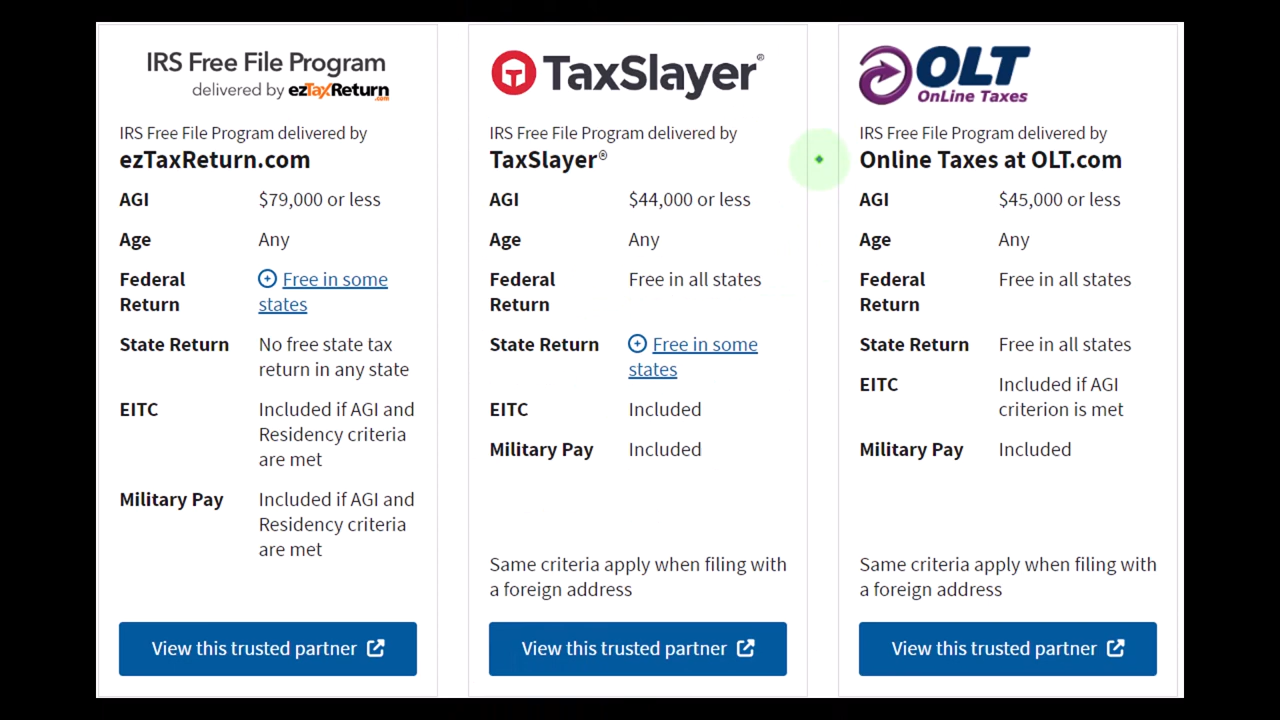 IRS Free File Program
delivered by ezTaxReturn.com
IRS Free File Program delivered by
ezTaxReturn.com
AGI $79,000 or less
Age Any
Federal Return Free in some states
State Return No free state tax return in any state
EITC Included if AGI and Residency criteria are met
Military Pay Included if AGI and Residency criteria are met
View this trusted partner
TaxSlayer®
IRS Free File Program delivered by
TaxSlayer®
AGI $44,000 or less
Age Any
Federal Return Free in all states
State Return Free in some states
EITC Included
Military Pay Included
Same criteria apply when filing with
a foreign address
View this trusted partner
OLT
OnLine Taxes
IRS Free File Program delivered by
Online Taxes at OLT.com
AGI $45,000 or less
Age Any
Federal Return Free in all states
State Return Free in all states
EITC Included if AGI criterion is met
Military Pay Included
Same criteria apply when filing with
a foreign address
View this trusted partner